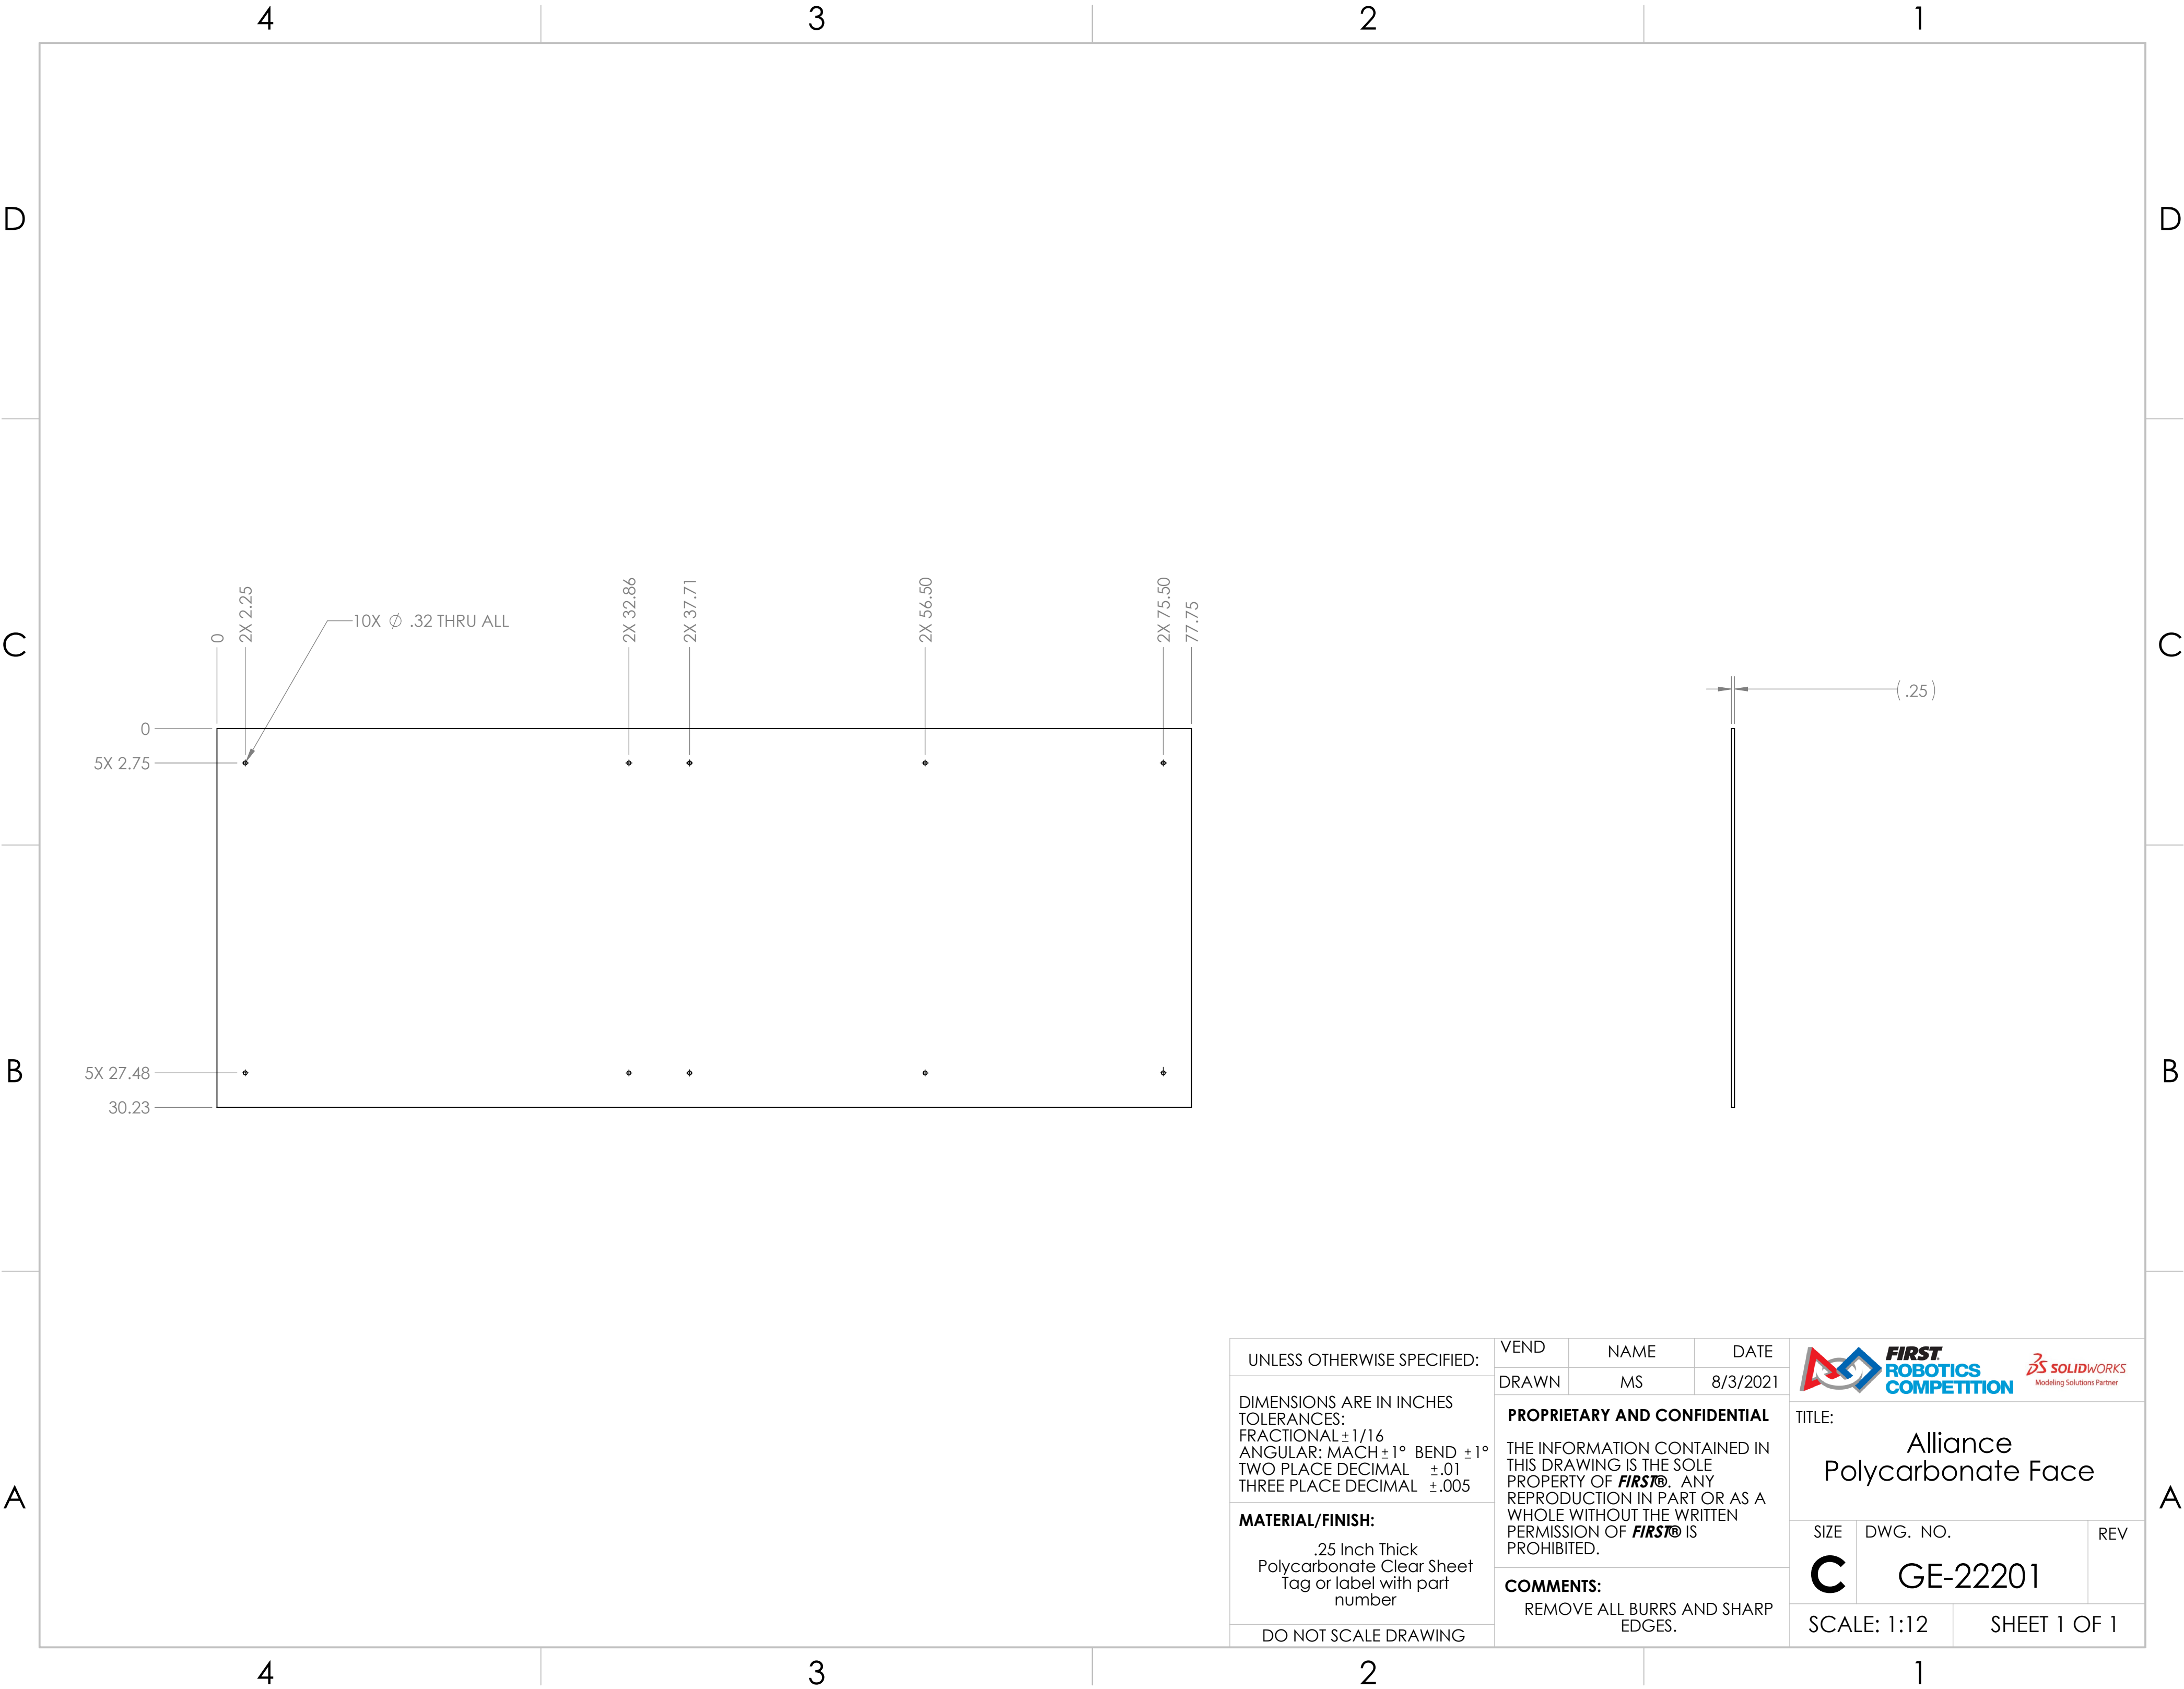 4 3 2 1
D D
C C
B B
A A
0
2X 2.25
10X ∅ .32 THRU ALL
2X 32.86
2X 37.71
2X 56.50
2X 75.50
77.75
0
5X 2.75
5X 27.48
30.23
( .25 )
UNLESS OTHERWISE SPECIFIED:
DIMENSIONS ARE IN INCHES
TOLERANCES:
FRACTIONAL ± 1/16
ANGULAR: MACH ± 1° BEND ± 1°
TWO PLACE DECIMAL ± .01
THREE PLACE DECIMAL ± .005
MATERIAL/FINISH:
.25 Inch Thick
Polycarbonate Clear Sheet
Tag or label with part
number
DO NOT SCALE DRAWING
VEND NAME DATE
DRAWN MS 8/3/2021
PROPRIETARY AND CONFIDENTIAL
THE INFORMATION CONTAINED IN
THIS DRAWING IS THE SOLE
PROPERTY OF FIRST®. ANY
REPRODUCTION IN PART OR AS A
WHOLE WITHOUT THE WRITTEN
PERMISSION OF FIRST® IS
PROHIBITED.
COMMENTS:
REMOVE ALL BURRS AND SHARP
EDGES.
FIRST.
ROBOTICS
COMPETITION
SOLIDWORKS
Modeling Solutions Partner
TITLE:
Alliance
Polycarbonate Face
SIZE DWG. NO. REV
C GE-22201
SCALE: 1:12 SHEET 1 OF 1
4 3 2 1